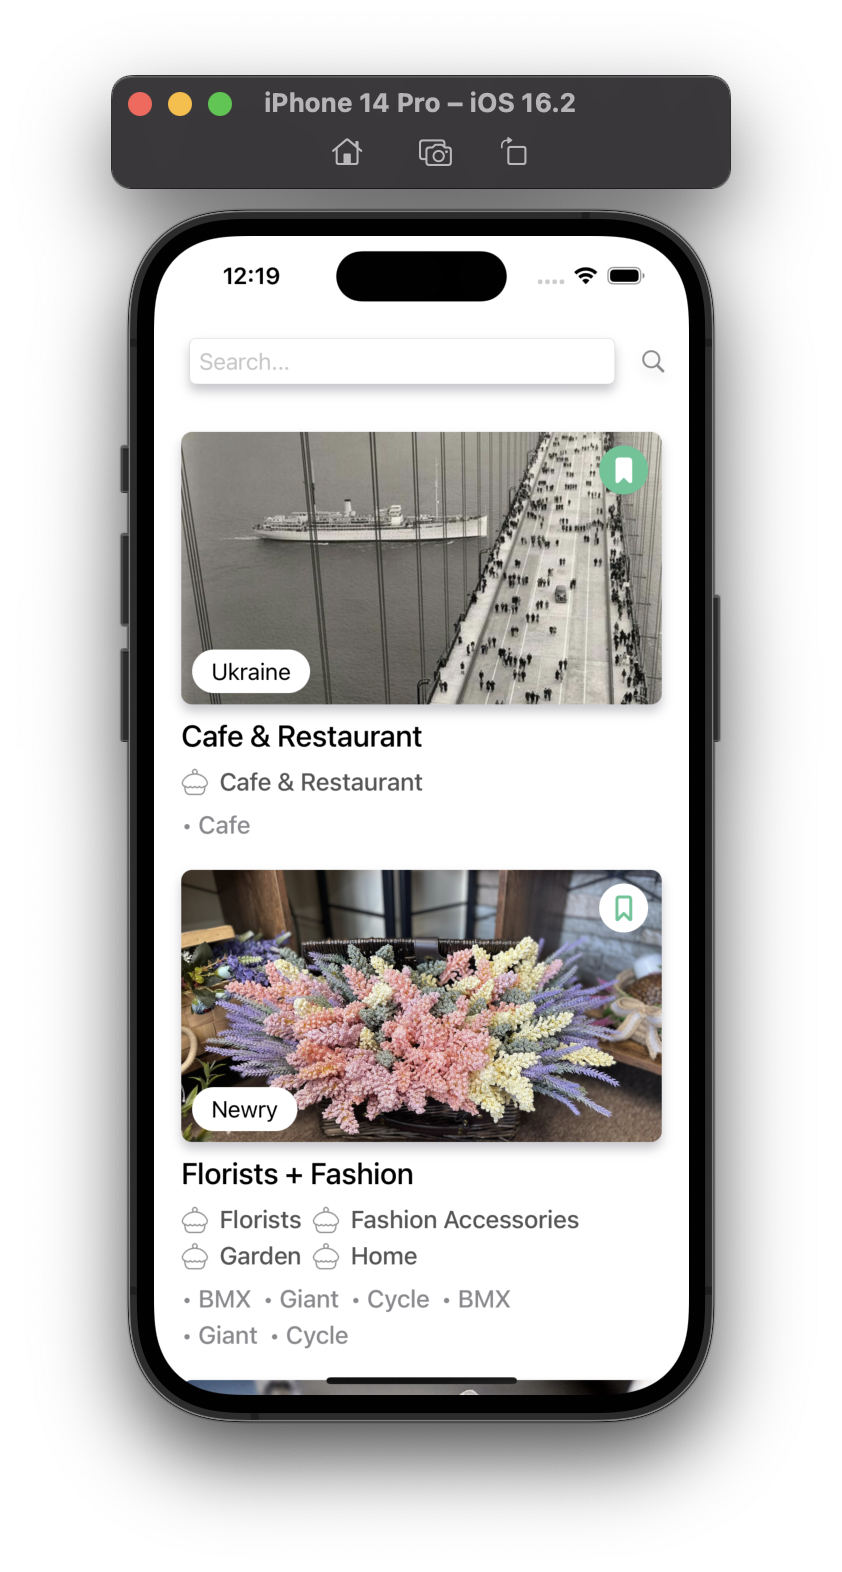 iPhone 14 Pro – iOS 16.2
12:19
Search...
Ukraine
Cafe & Restaurant
Cafe & Restaurant
• Cafe
Newry
Florists + Fashion
Florists Fashion Accessories
Garden Home
• BMX • Giant • Cycle • BMX
• Giant • Cycle